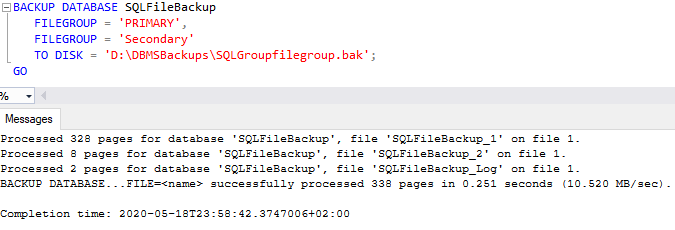 BACKUP DATABASE SQLFileBackup
FILEGROUP = 'PRIMARY',
FILEGROUP = 'Secondary'
TO DISK = 'D:\DBMSBackups\SQLGroupfilegroup.bak';
GO
%
Messages
Processed 328 pages for database 'SQLFileBackup', file 'SQLFileBackup_1' on file 1.
Processed 8 pages for database 'SQLFileBackup', file 'SQLFileBackup_2' on file 1.
Processed 2 pages for database 'SQLFileBackup', file 'SQLFileBackup_Log' on file 1.
BACKUP DATABASE...FILE=<name> successfully processed 338 pages in 0.251 seconds (10.520 MB/sec).
Completion time: 2020-05-18T23:58:42.3747006+02:00